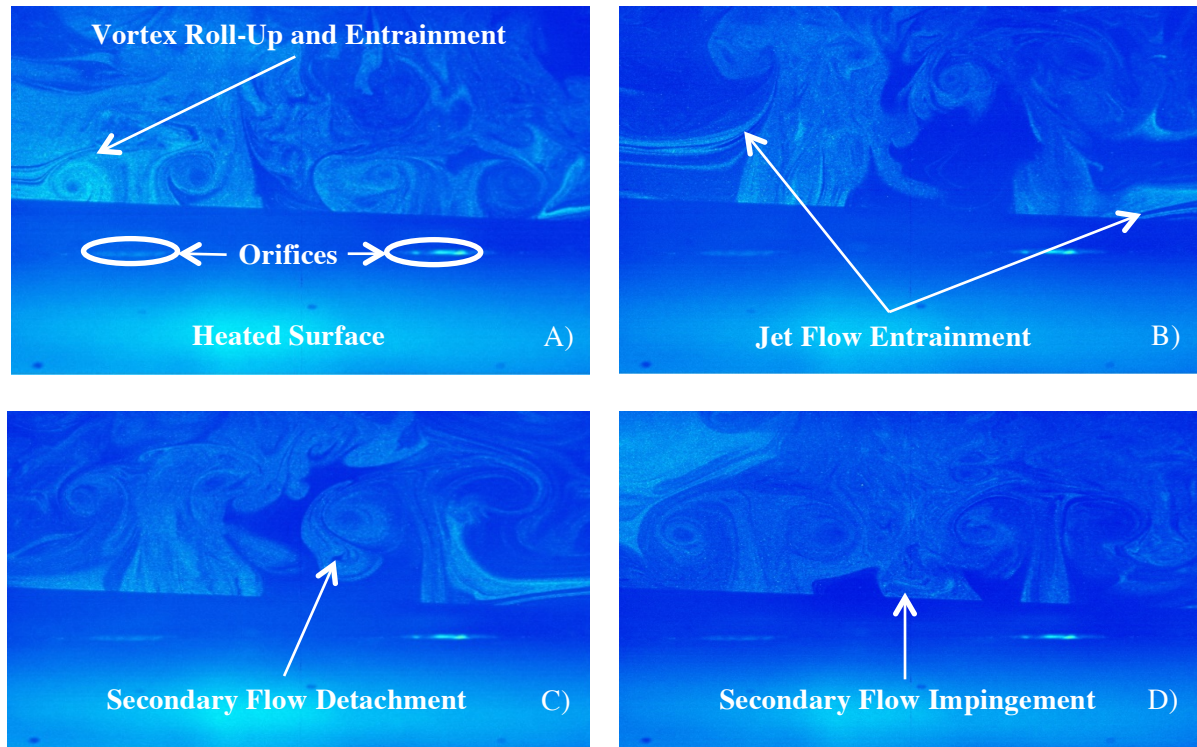 Vortex Roll-Up and Entrainment
Orifices
Heated Surface
A)
Jet Flow Entrainment
B)
Secondary Flow Detachment
C)
Secondary Flow Impingement
D)